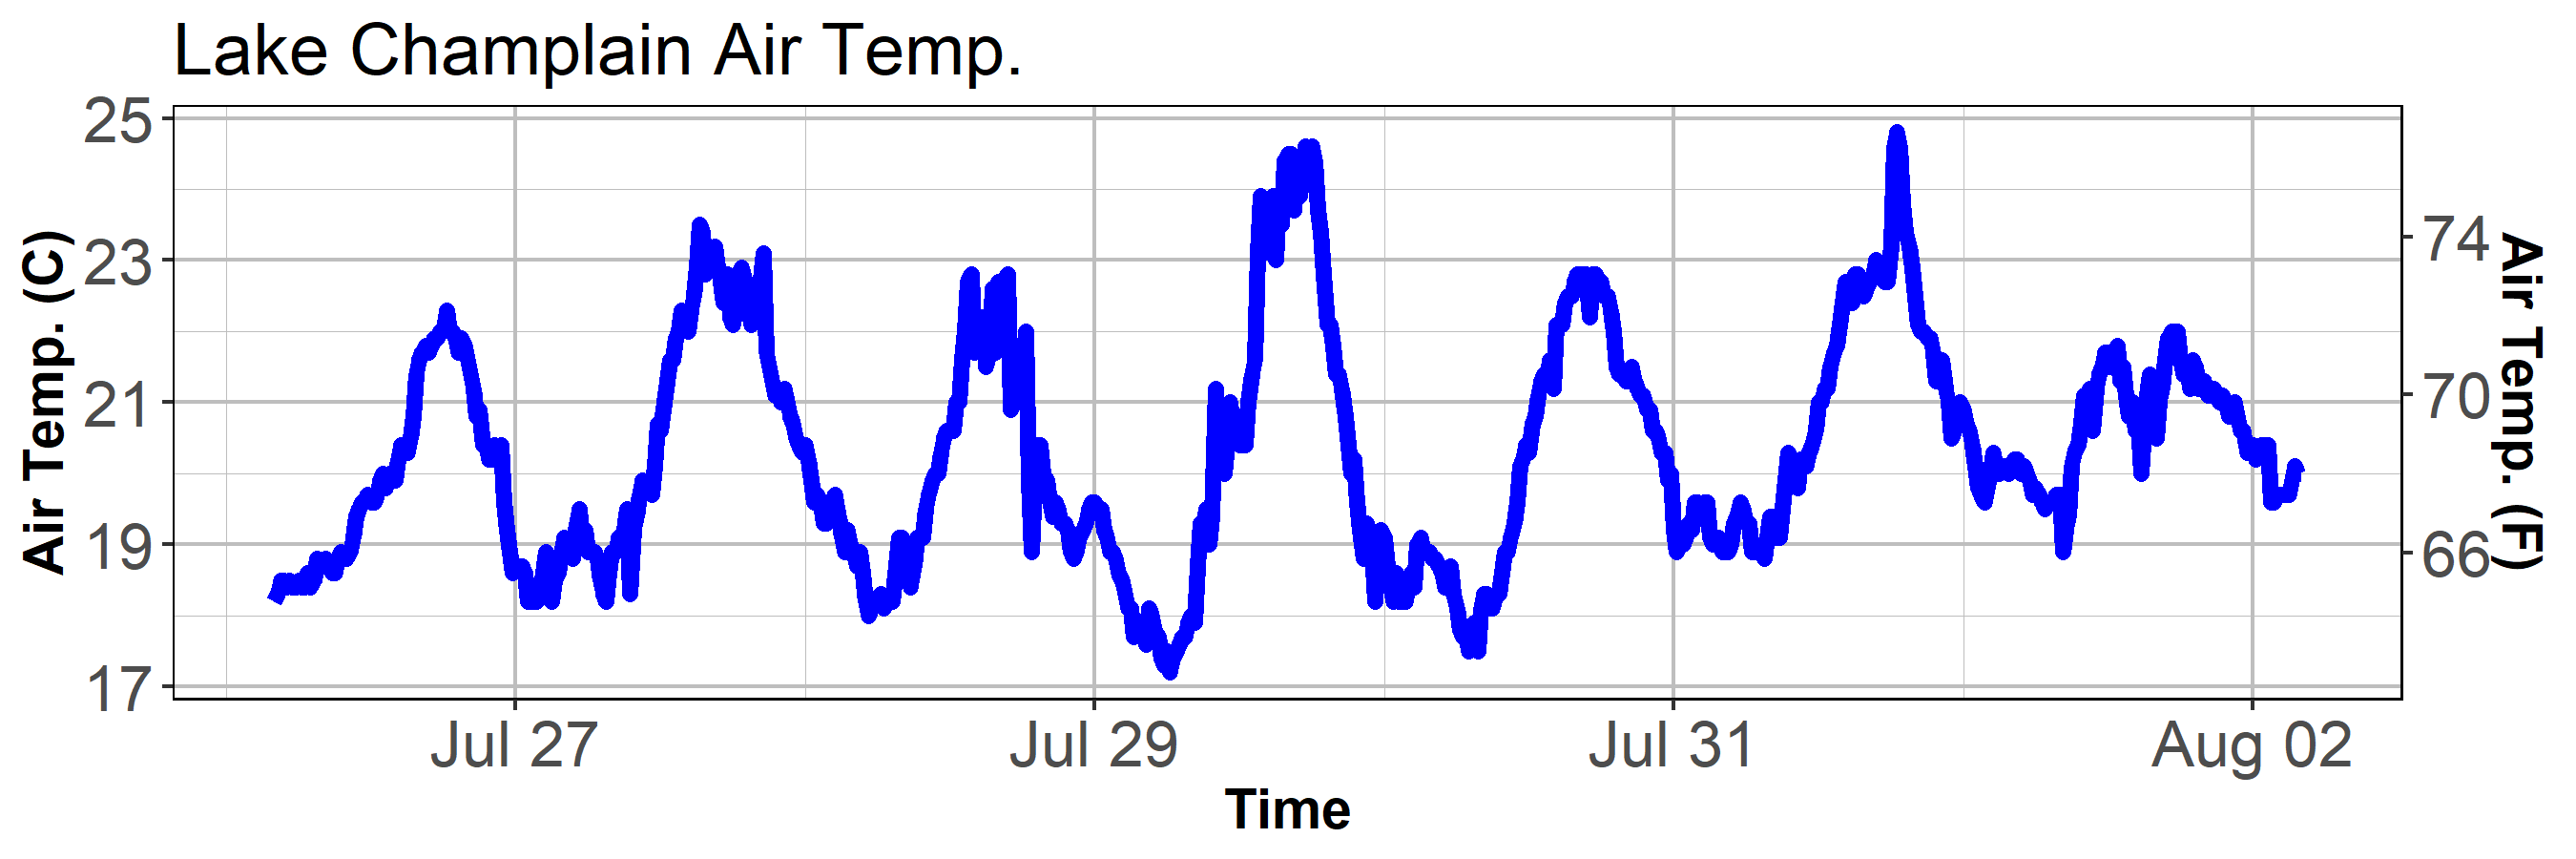 Lake Champlain Air Temp.
25
23
21
19
17
Air Temp. (C)
74
70
66
Air Temp. (F)
Jul 27
Jul 29
Jul 31
Aug 02
Time